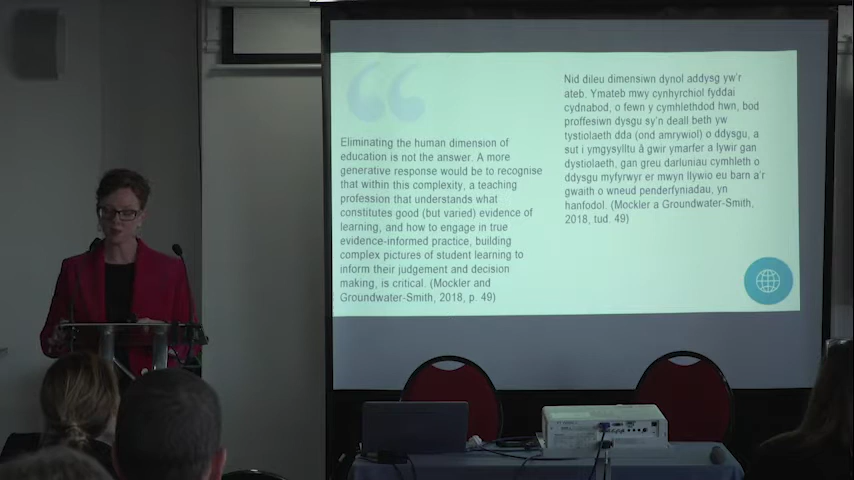 Eliminating the human dimension of
education is not the answer. A more
generative response would be to recognise
that within this complexity, a teaching
profession that understands what
constitutes good (but varied) evidence of
learning, and how to engage in true
evidence-informed practice, building
complex pictures of student learning to
inform their judgement and decision
making, is critical. (Mockler and
Groundwater-Smith, 2018, p. 49)
Nid dileu dimensiwn dynol addysg yw'r
ateb. Ymateb mwy cynhyrchiol fyddai
cydnabod, o fewn y cymhlethdod hwn, bod
proffesiwn dysgu sy'n deall beth yw
tystiolaeth dda (ond amrywiol) o ddysgu, a
sut i ymgysylltu â gwir ymarfer a lywir gan
dystiolaeth, gan greu darluniau cymhleth o
ddysgu myfyrwyr er mwyn llywio eu barn a'r
gwaith o wneud penderfyniadau, yn
hanfodol. (Mockler a Groundwater-Smith,
2018, tud. 49)